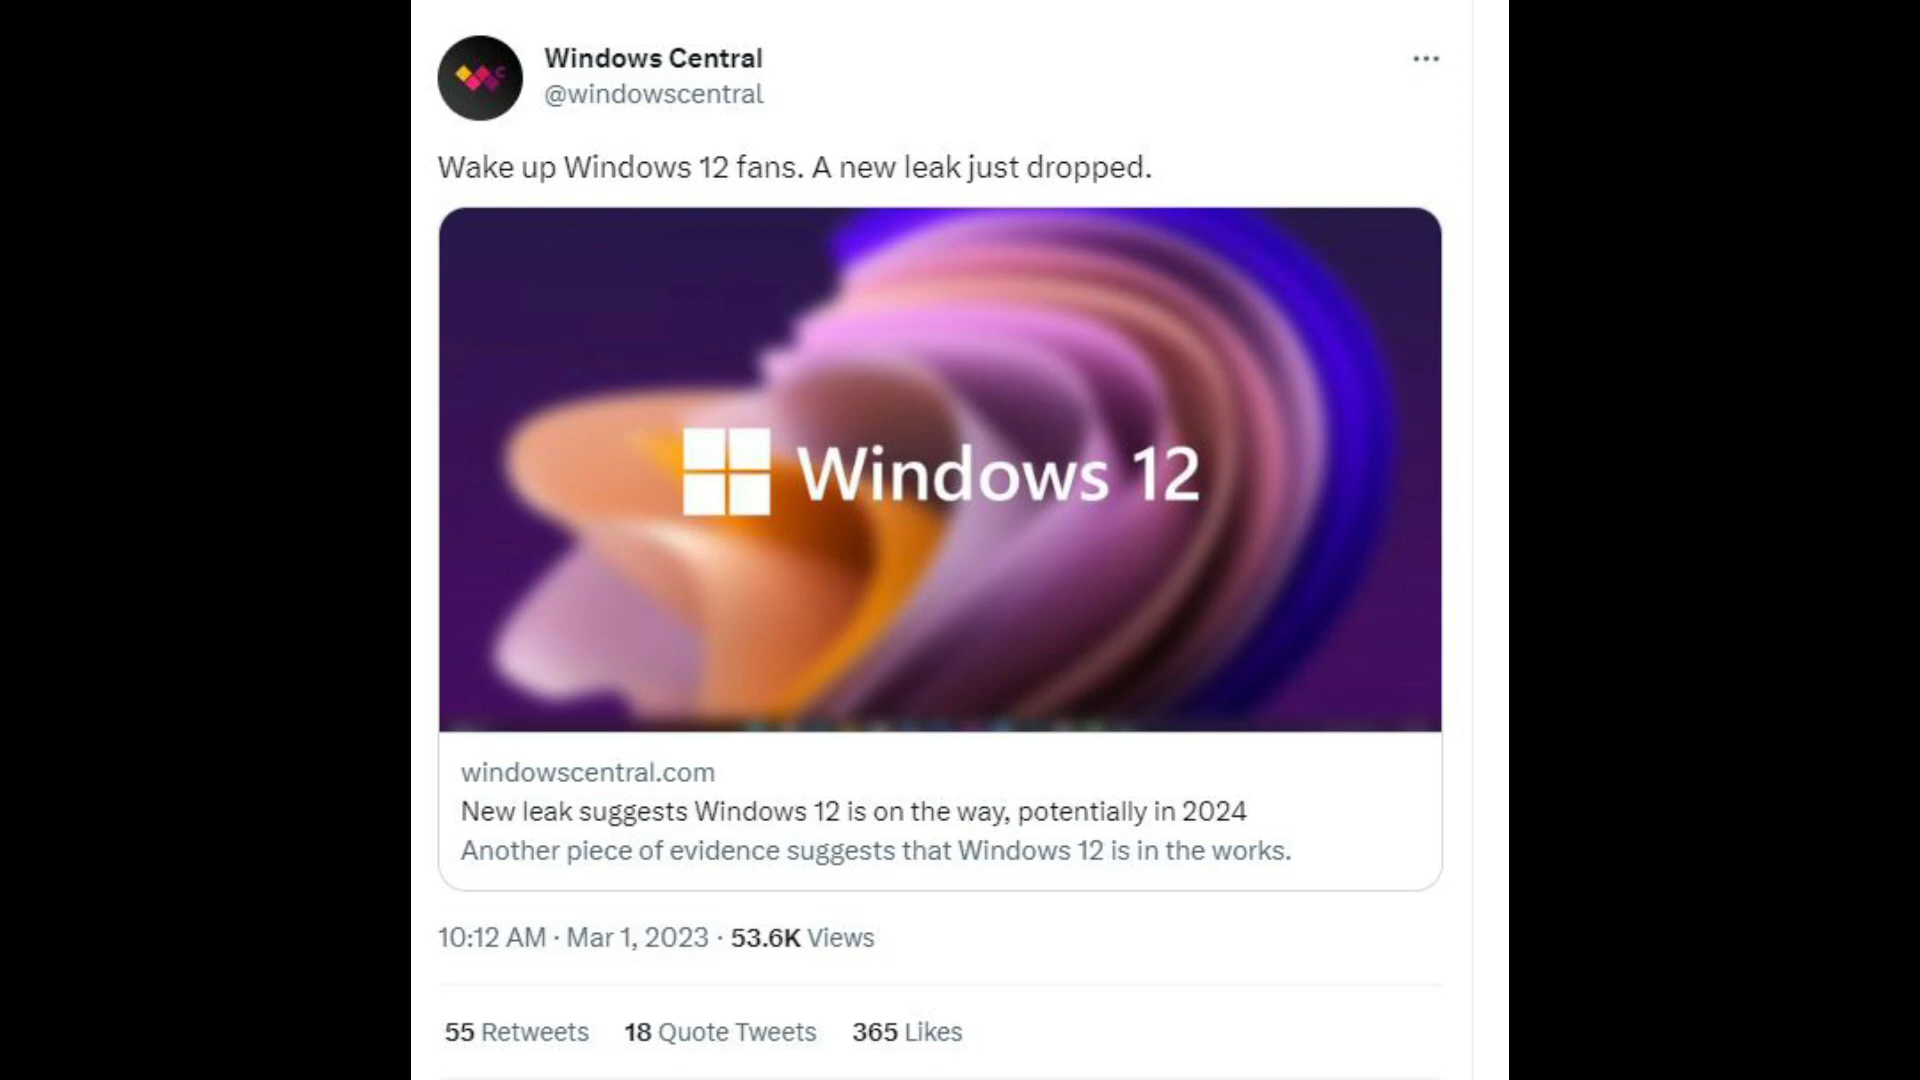 Windows Central
@windowscentral
Wake up Windows 12 fans. A new leak just dropped.
Windows 12
windowscentral.com
New leak suggests Windows 12 is on the way, potentially in 2024
Another piece of evidence suggests that Windows 12 is in the works.
10:12 AM · Mar 1, 2023 · 53.6K Views
55 Retweets 18 Quote Tweets 365 Likes